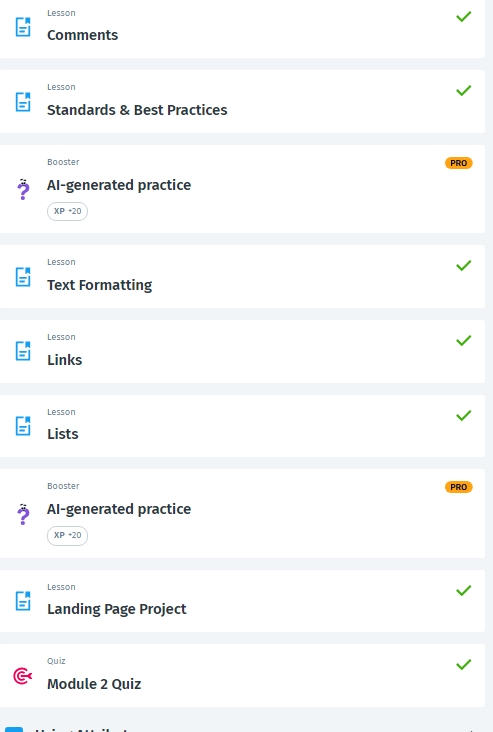 Lesson
Comments
Lesson
Standards & Best Practices
Booster
PRO
AI-generated practice
XP +20
Lesson
Text Formatting
Lesson
Links
Lesson
Lists
Booster
PRO
AI-generated practice
XP +20
Lesson
Landing Page Project
Quiz
Module 2 Quiz